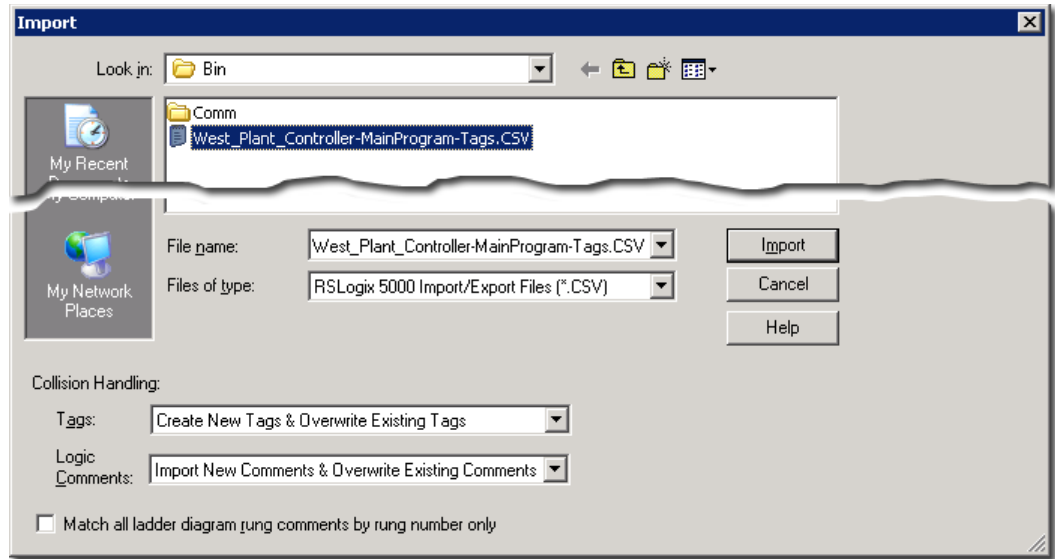 Import
Look in: Bin
Comm
West_Plant_Controller-MainProgram-Tags.CSV
My Recent
My Computer
File name: West_Plant_Controller-MainProgram-Tags.CSV Import
Files of type: RSLogix 5000 Import/Export Files (*.CSV) Cancel
My Network
Places
Help
Collision Handling:
Tags: Create New Tags & Overwrite Existing Tags
Logic
Comments: Import New Comments & Overwrite Existing Comments
Match all ladder diagram rung comments by rung number only